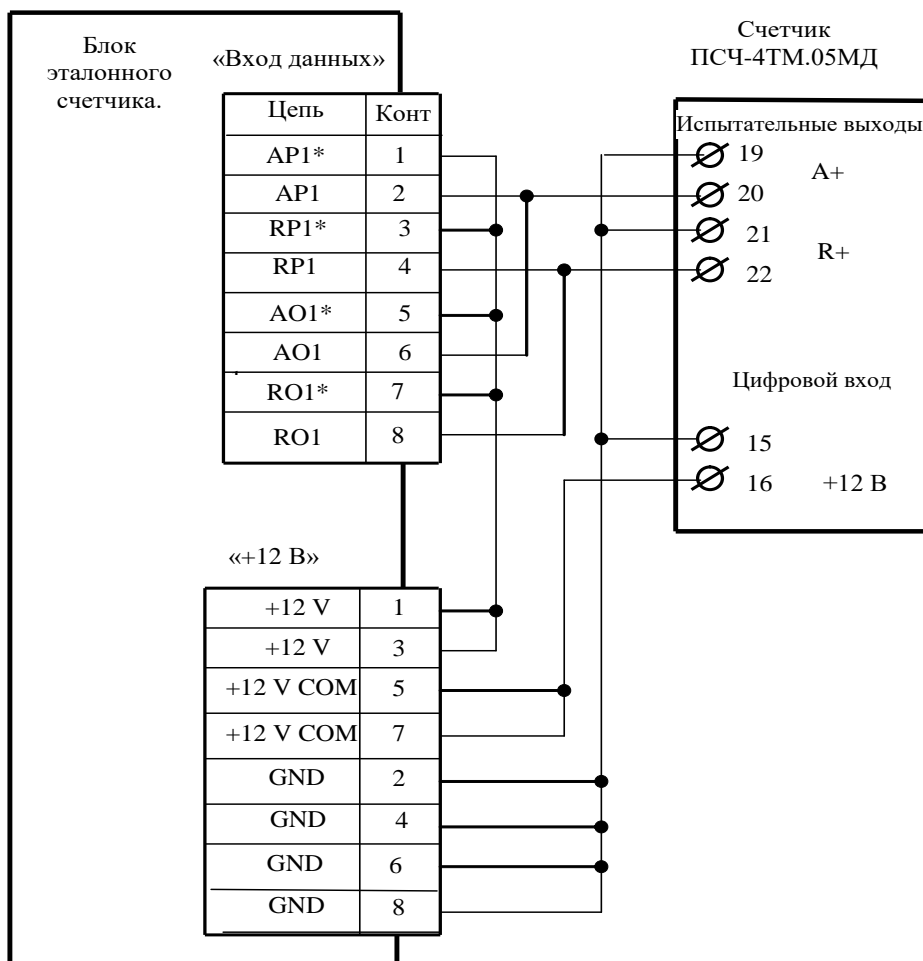 Блок
эталонного
счетчика.
«Вход данных»
Цепь Конт
AP1* 1
AP1 2
RP1* 3
RP1 4
AO1* 5
AO1 6
RO1* 7
RO1 8
«+12 В»
+12 V 1
+12 V 3
+12 V COM 5
+12 V COM 7
GND 2
GND 4
GND 6
GND 8
Счетчик
ПСЧ-4ТМ.05МД
Испытательные выходы
19
A+
20
21
R+
22
Цифровой вход
15
16 +12 В